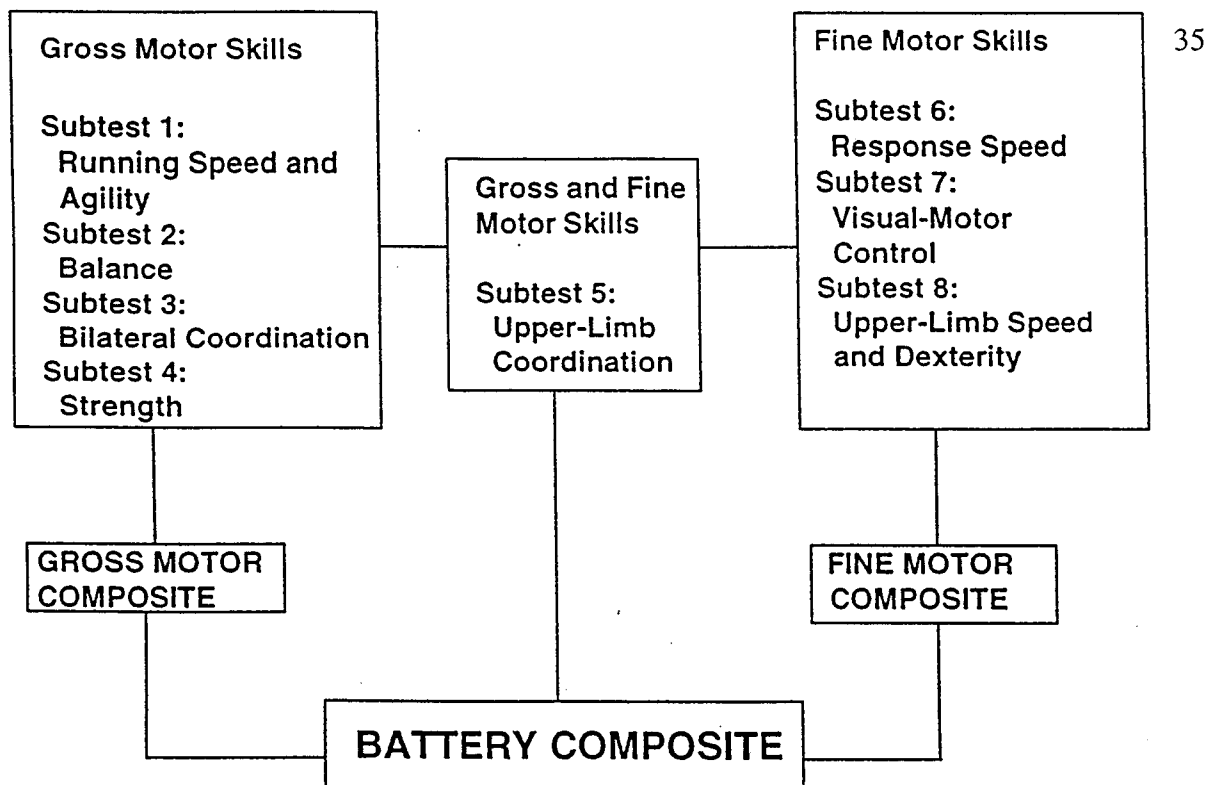 35
Gross Motor Skills
Subtest 1:
Running Speed and
Agility
Subtest 2:
Balance
Subtest 3:
Bilateral Coordination
Subtest 4:
Strength
Gross and Fine
Motor Skills
Subtest 5:
Upper-Limb
Coordination
Fine Motor Skills
Subtest 6:
Response Speed
Subtest 7:
Visual-Motor
Control
Subtest 8:
Upper-Limb Speed
and Dexterity
GROSS MOTOR
COMPOSITE
FINE MOTOR
COMPOSITE
BATTERY COMPOSITE